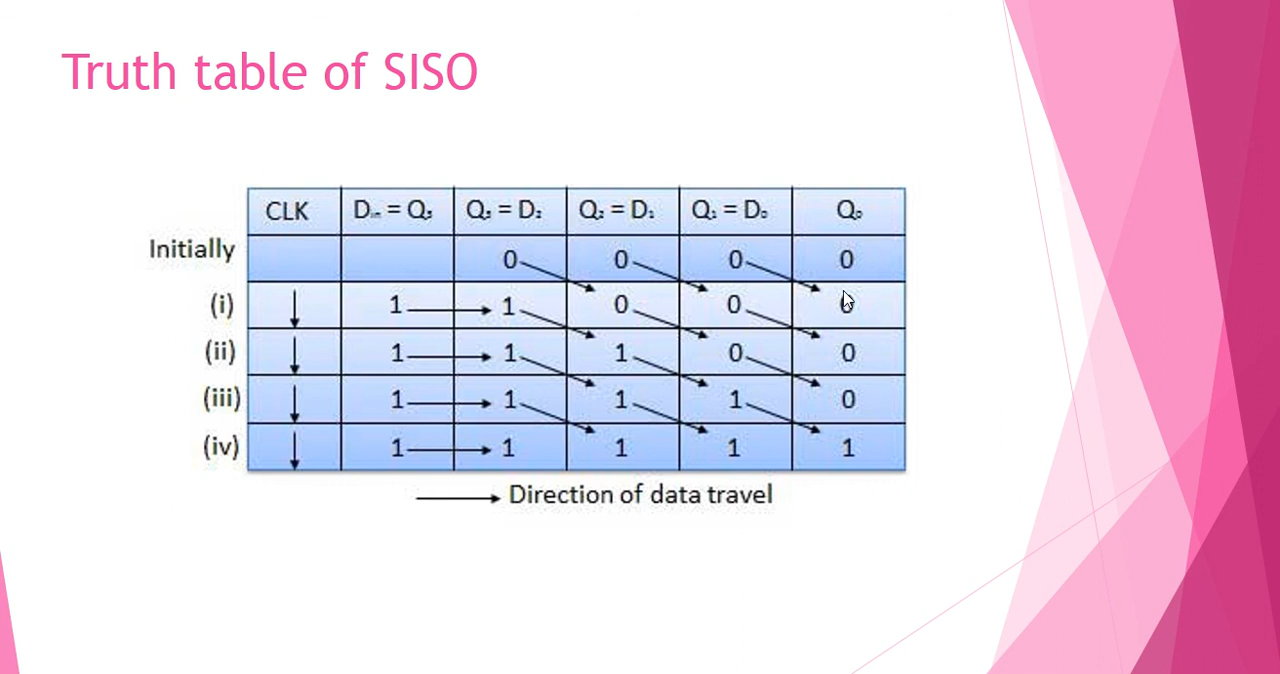 Truth table of SISO
CLK Dᵢₙ = Q₃ Q₃ = D₂ Q₂ = D₁ Q₁ = D₀ Q₀
Initially 0 0 0 0
(i) ↓ 1 → 1 0 0 0
(ii) ↓ 1 → 1 1 0 0
(iii) ↓ 1 → 1 1 1 0
(iv) ↓ 1 → 1 1 1 1
→ Direction of data travel